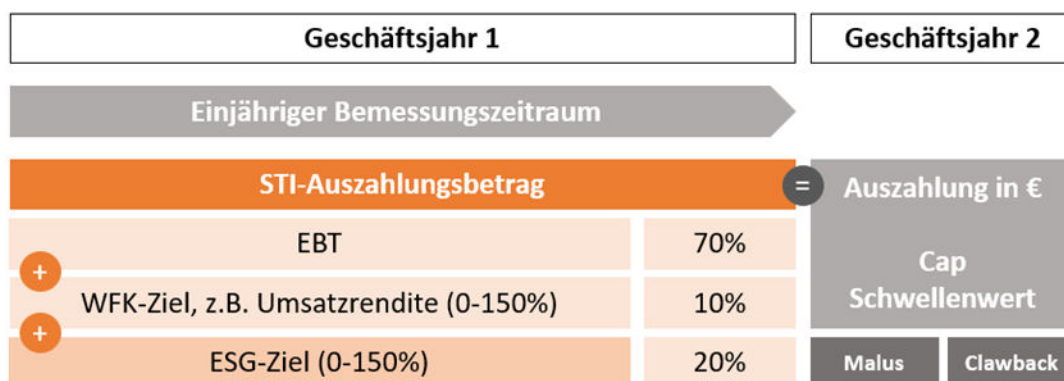 Geschäftsjahr 1
Geschäftsjahr 2
Einjähriger Bemessungszeitraum
STI-Auszahlungsbetrag
=
Auszahlung in €
EBT
70%
+
Cap
WFK-Ziel, z.B. Umsatzrendite (0-150%)
10%
Schwellenwert
+
ESG-Ziel (0-150%)
20%
Malus
Clawback